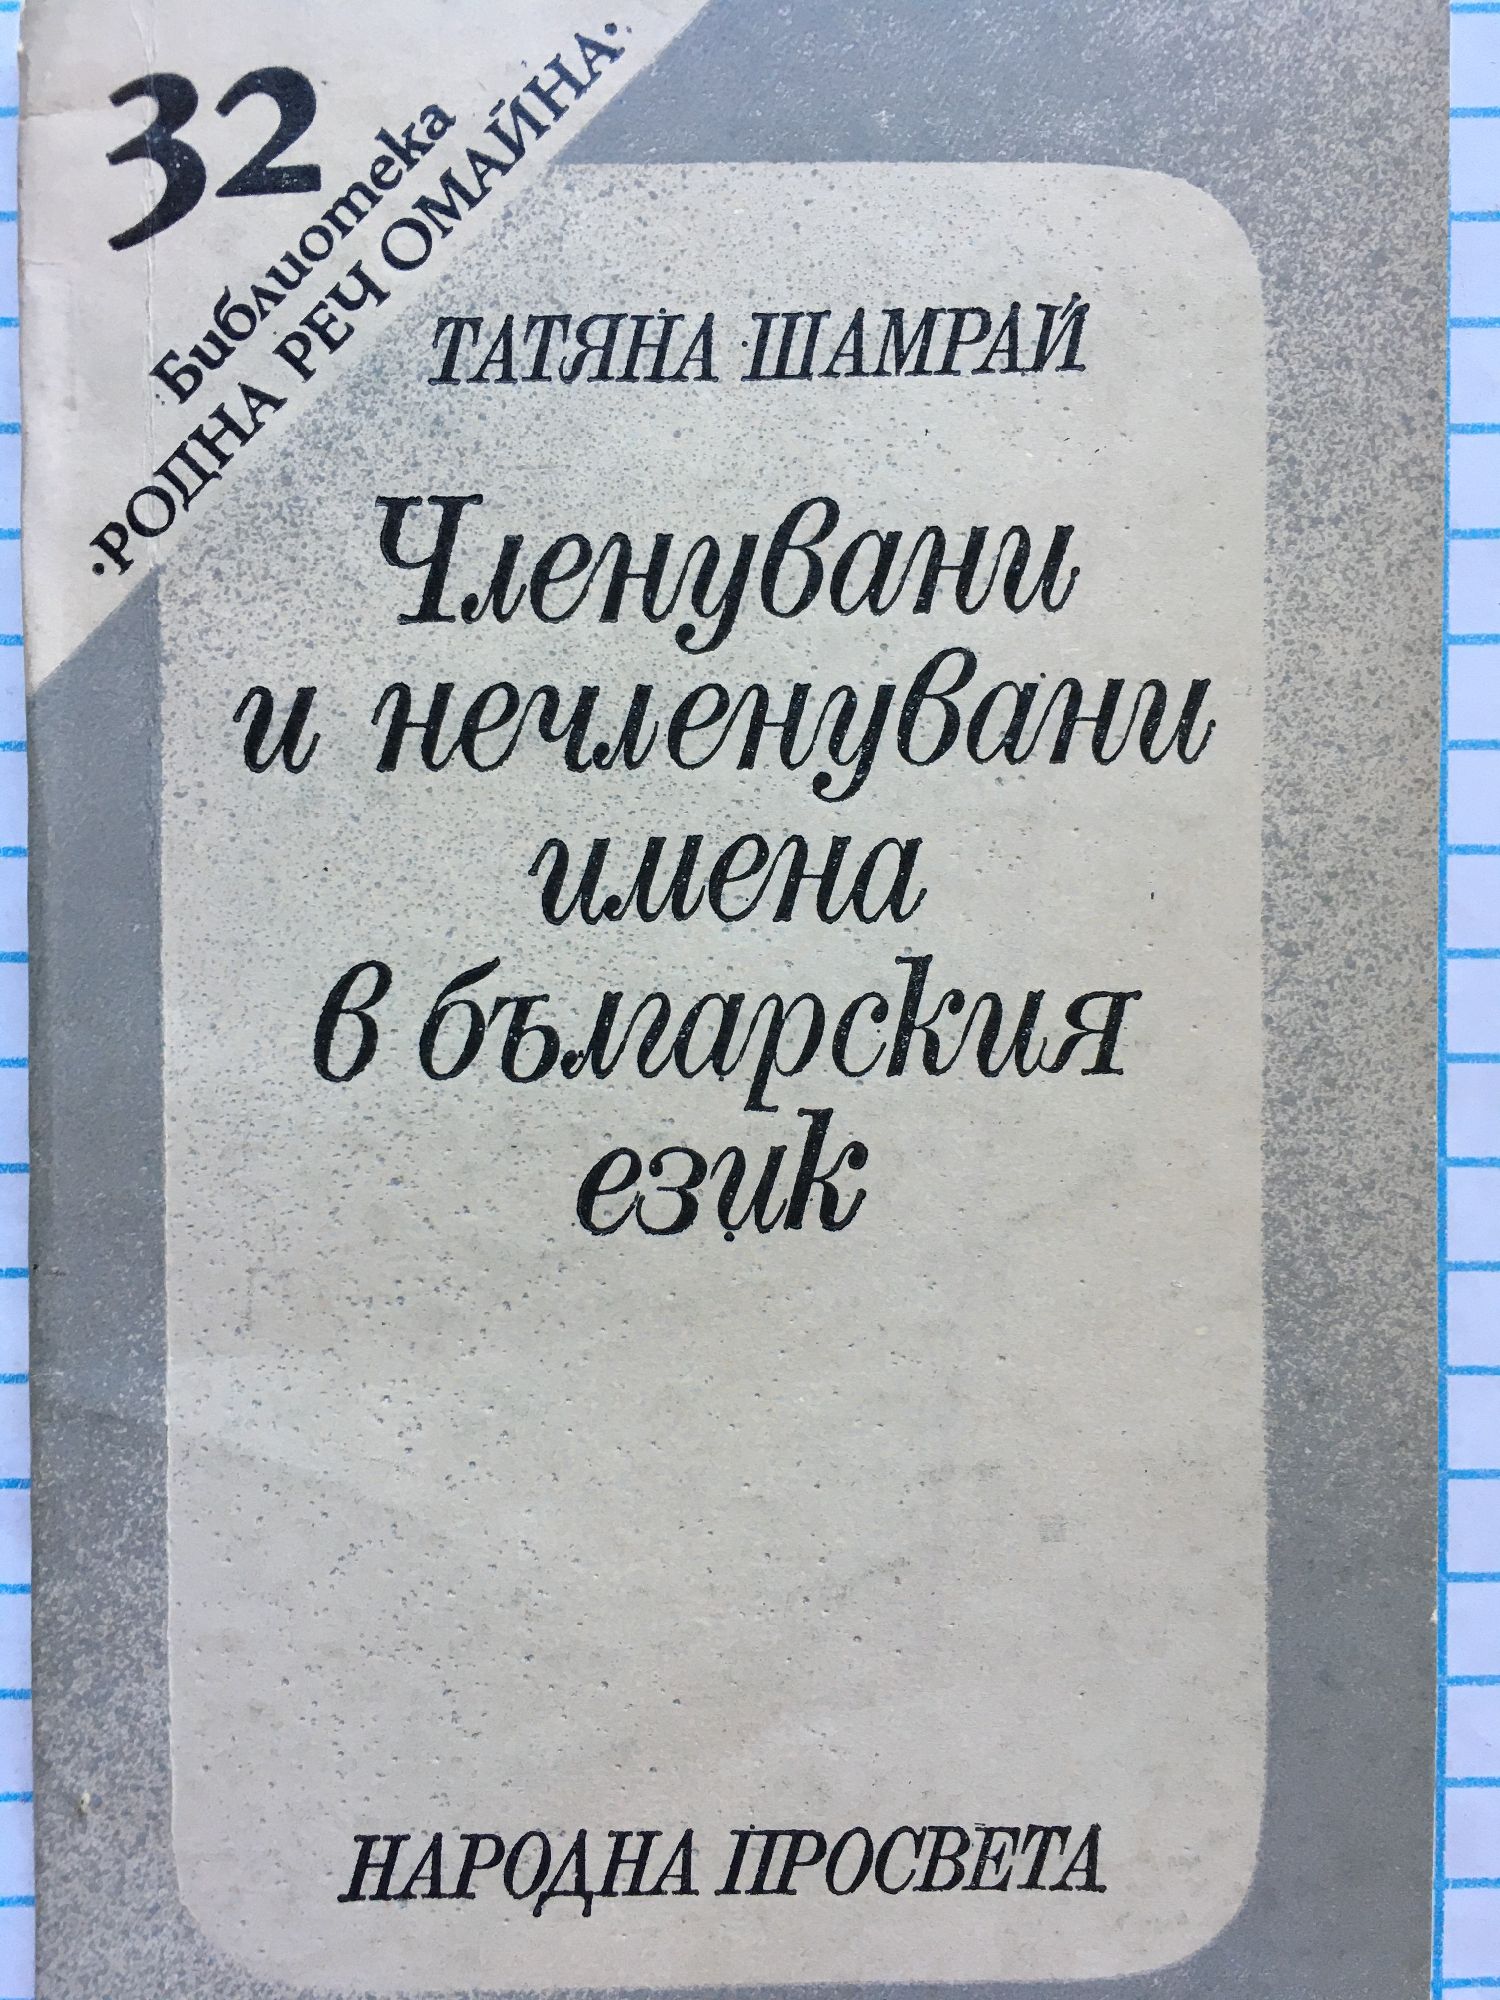 32
Библиотека
·РОДНА РЕЧ ОМАЙНА·
ТАТЯНА ШАМРАЙ
Членувани
и нечленувани
имена
в българския
език
НАРОДНА ПРОСВЕТА